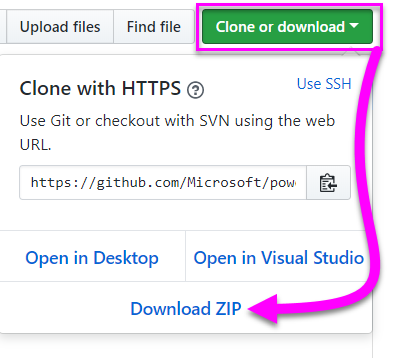 Upload files
Find file
Clone or download
Clone with HTTPS ?
Use SSH
Use Git or checkout with SVN using the web
URL.
https://github.com/Microsoft/pow
Open in Desktop
Open in Visual Studio
Download ZIP